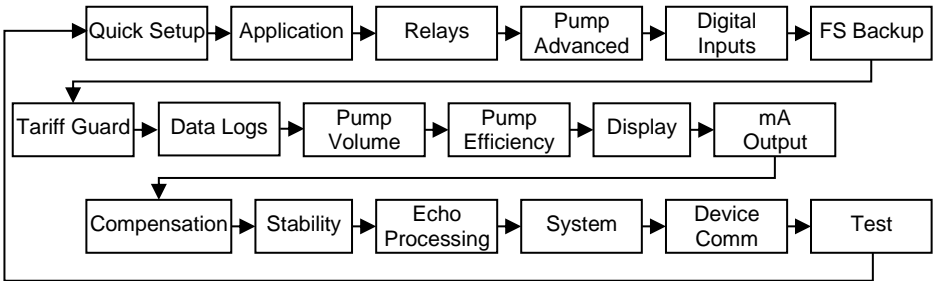 Quick Setup
Application
Relays
Pump
Advanced
Digital
Inputs
FS Backup
Tariff Guard
Data Logs
Pump
Volume
Pump
Efficiency
Display
mA
Output
Compensation
Stability
Echo
Processing
System
Device
Comm
Test